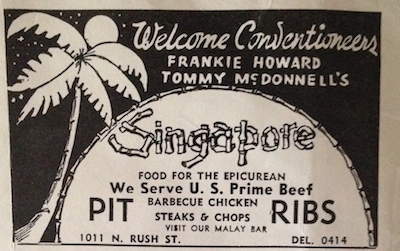 Welcome Conventioneers
FRANKIE HOWARD
TOMMY McDONNELL'S
Singapore
FOOD FOR THE EPICUREAN
We Serve U. S. Prime Beef
PIT BARBECUE CHICKEN RIBS
STEAKS & CHOPS
VISIT OUR MALAY BAR
1011 N. RUSH ST. DEL. 0414